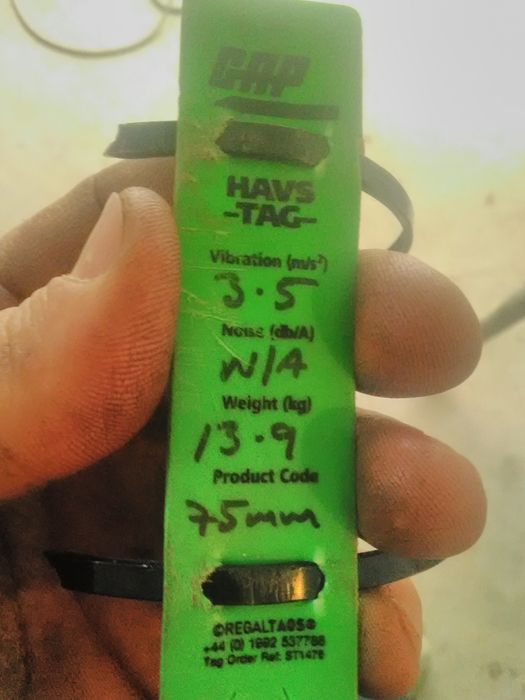 GAP
HAVS
-TAG-
Vibration (m/s²)
3.5
Noise (db/A)
N/A
Weight (kg)
13.9
Product Code
75mm
©REGALTAGS®
+44 (0) 1992 537788
Tag Order Ref: ST1476